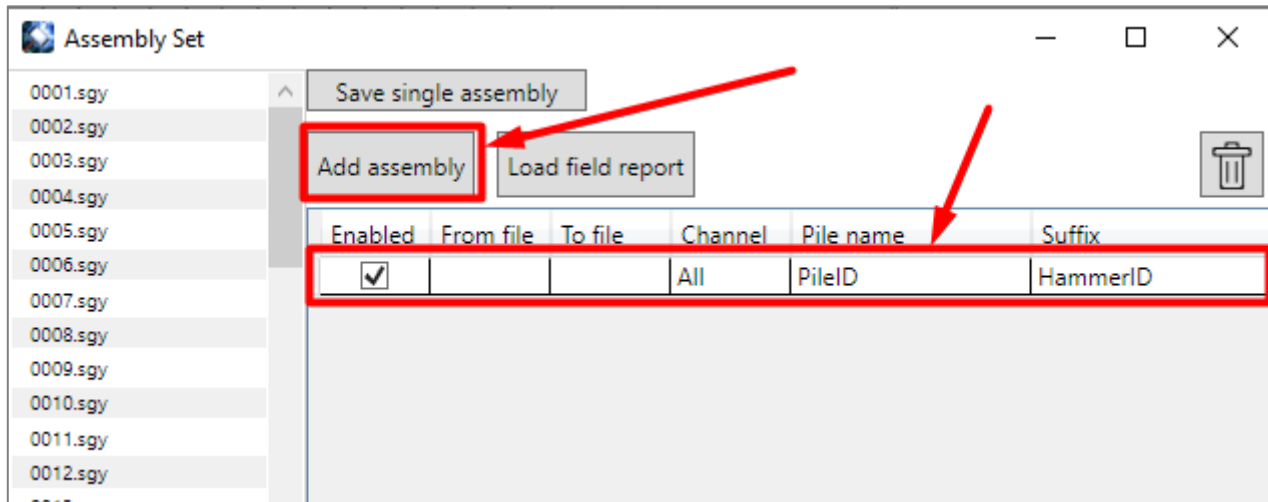 Assembly Set
0001.sgy
0002.sgy
0003.sgy
0004.sgy
0005.sgy
0006.sgy
0007.sgy
0008.sgy
0009.sgy
0010.sgy
0011.sgy
0012.sgy
Save single assembly
Add assembly Load field report
Enabled From file To file Channel Pile name Suffix
All PileID HammerID